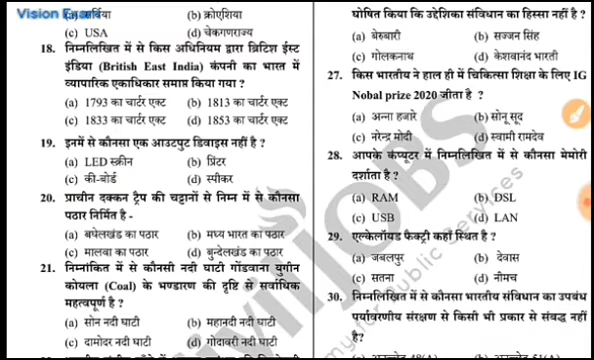 Vision Exam
(b) क्रोएशिया
(c) USA (d) चेकगणराज्य
18. निम्नलिखित में से किस अधिनियम द्वारा ब्रिटिश ईस्ट
इंडिया (British East India) कंपनी का भारत में
व्यापारिक एकाधिकार समाप्त किया गया ?
(a) 1793 का चार्टर एक्ट (b) 1813 का चार्टर एक्ट
(c) 1833 का चार्टर एक्ट (d) 1853 का चार्टर एक्ट
19. इनमें से कौनसा एक आउटपुट डिवाइस नहीं है ?
(a) LED स्क्रीन (b) प्रिंटर
(c) की-बोर्ड (d) स्पीकर
20. प्राचीन दक्कन ट्रैप की चट्टानों से निम्न में से कौनसा
पठार निर्मित है -
(a) बघेलखंड का पठार (b) मध्य भारत का पठार
(c) मालवा का पठार (d) बुन्देलखंड का पठार
21. निम्नांकित में से कौनसी नदी घाटी गोंडवाना युगीन
कोयला (Coal) के भण्डारण की दृष्टि से सर्वाधिक
महत्वपूर्ण है ?
(a) सोन नदी घाटी (b) महानदी नदी घाटी
(c) दामोदर नदी घाटी (d) गोदावरी नदी घाटी
घोषित किया कि उद्देशिका संविधान का हिस्सा नहीं है ?
(a) बेरुबारी (b) सज्जन सिंह
(c) गोलकनाथ (d) केशवानंद भारती
27. किस भारतीय ने हाल ही में चिकित्सा शिक्षा के लिए IG
Nobal prize 2020 जीता है ?
(a) अन्ना हजारे (b) सोनू सूद
(c) नरेन्द्र मोदी (d) स्वामी रामदेव
28. आपके कंप्यूटर में निम्नलिखित में से कौनसा मेमोरी
दर्शाता है ?
(a) RAM (b) DSL
(c) USB (d) LAN
29. एल्केलॉयड फैक्ट्री कहाँ स्थित है ?
(a) जबलपुर (b) देवास
(c) सतना (d) नीमच
30. निम्नलिखित में से कौनसा भारतीय संविधान का उपबंध
पर्यावरणीय संरक्षण से किसी भी प्रकार से संबद्ध नहीं
है?